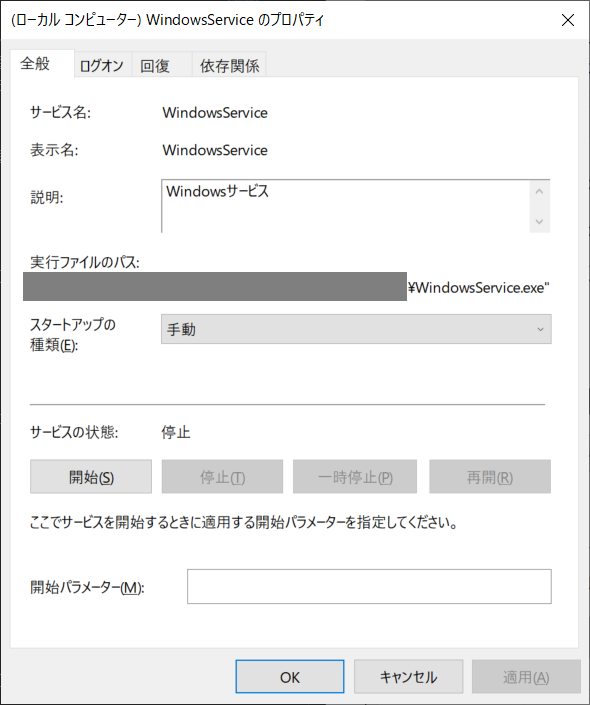 (ローカル コンピューター) WindowsService のプロパティ
全般 ログオン 回復 依存関係
サービス名: WindowsService
表示名: WindowsService
説明: Windowsサービス
実行ファイルのパス:
¥WindowsService.exe"
スタートアップの
種類(E): 手動
サービスの状態: 停止
開始(S) 停止(T) 一時停止(P) 再開(R)
ここでサービスを開始するときに適用する開始パラメーターを指定してください。
開始パラメーター(M):
OK キャンセル 適用(A)